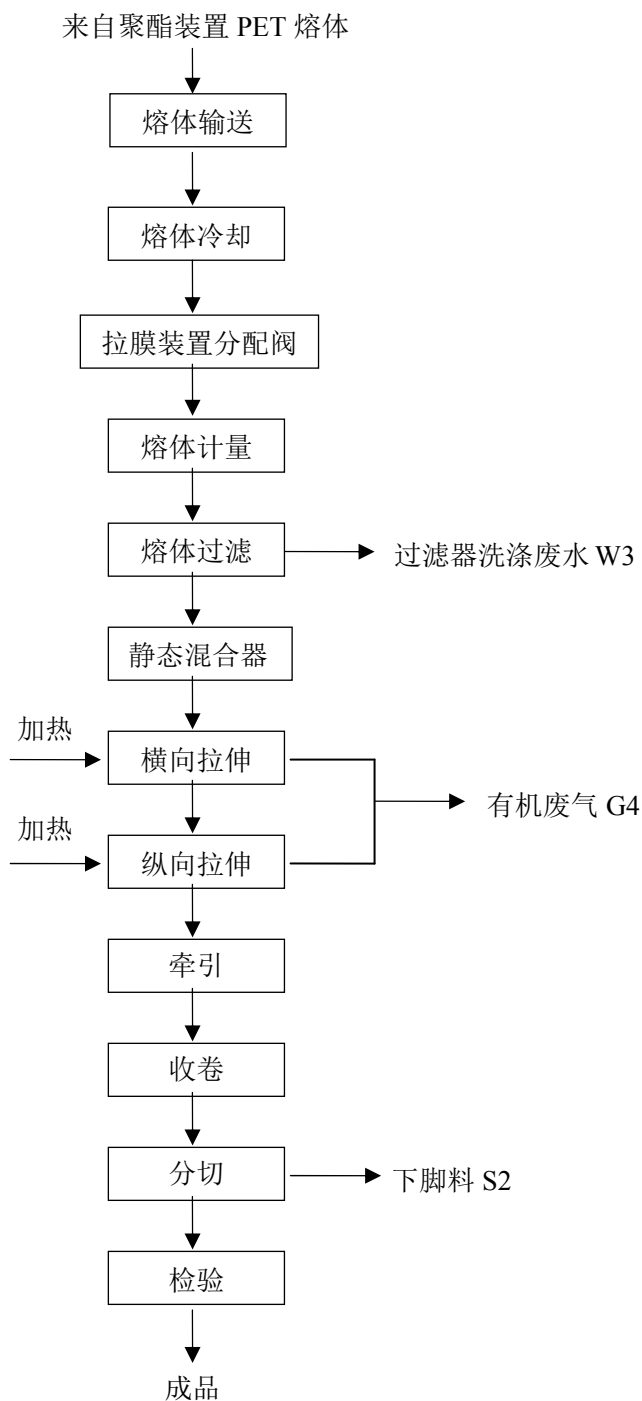 来自聚酯装置 PET 熔体
熔体输送
熔体冷却
拉膜装置分配阀
熔体计量
熔体过滤
过滤器洗涤废水 W3
静态混合器
加热
横向拉伸
有机废气 G4
加热
纵向拉伸
牵引
收卷
分切
下脚料 S2
检验
成品